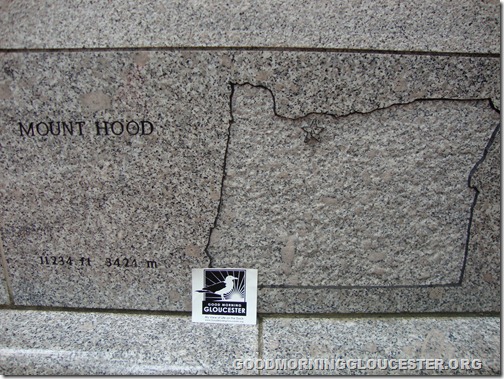 MOUNT HOOD
11234 ft 3424 m
GOOD MORNING
GLOUCESTER
GOODMORNINGGLOUCESTER.ORG